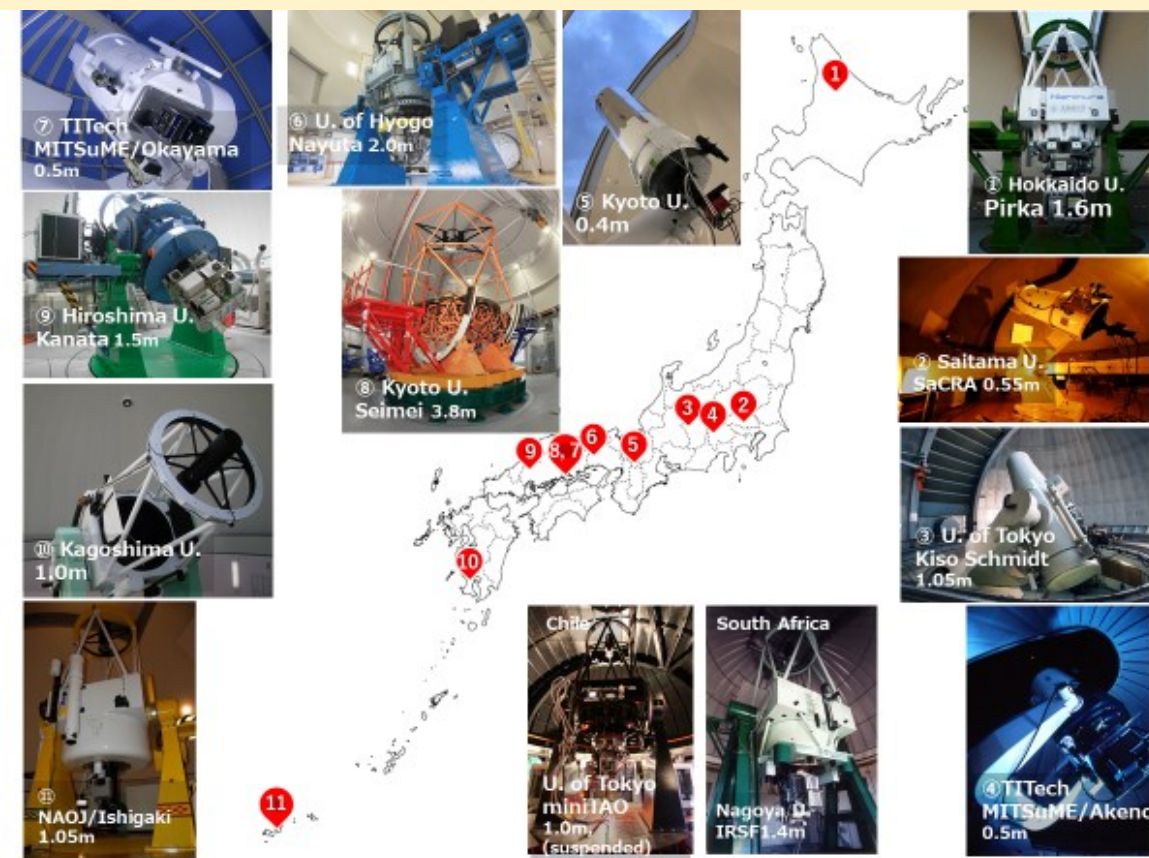 ⑦ TITech
MITSuME/Okayama
0.5m
⑥ U. of Hyogo
Nayuta 2.0m
⑤ Kyoto U.
0.4m
① Hokkaido U.
Pirka 1.6m
⑨ Hiroshima U.
Kanata 1.5m
⑧ Kyoto U.
Seimei 3.8m
② Saitama U.
SaCRA 0.55m
⑩ Kagoshima U.
1.0m
③ U. of Tokyo
Kiso Schmidt
1.05m
⑪
NAOJ/Ishigaki
1.05m
Chile
U. of Tokyo
miniTAO
1.0m,
(suspended)
South Africa
Nagoya U.
IRSF1.4m
④TITech
MITSuME/Akeno
0.5m
1
2
3
4
5
6
8, 7
9
10
11